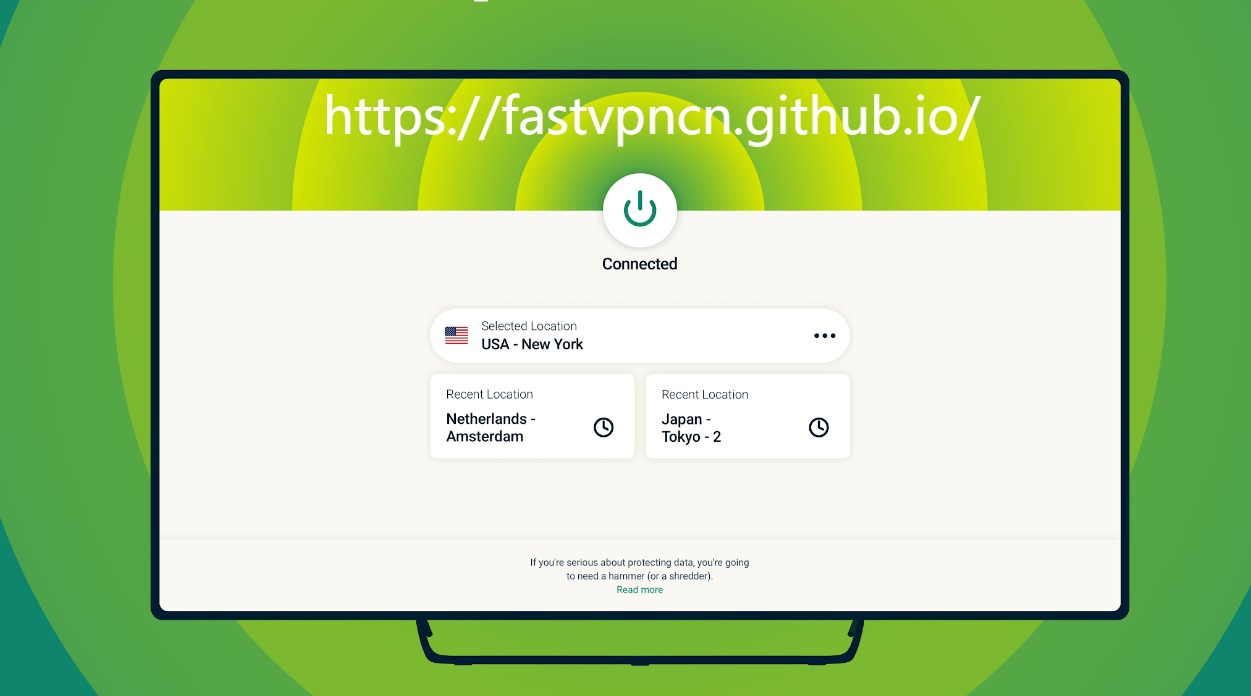 https://fastvpncn.github.io/
Connected
Selected Location
USA - New York
•••
Recent Location
Netherlands -
Amsterdam
Recent Location
Japan -
Tokyo - 2
If you're serious about protecting data, you're going
to need a hammer (or a shredder).
Read more